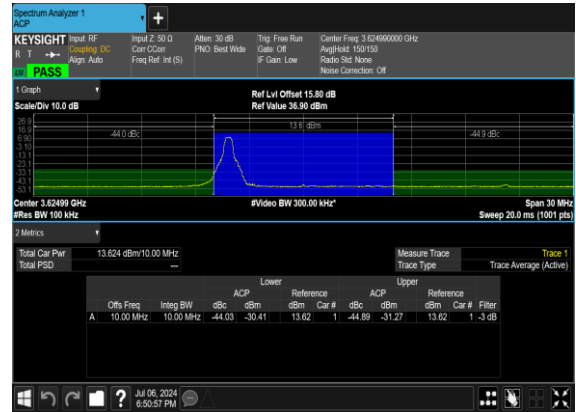 Spectrum Analyzer 1
ACP
+
KEYSIGHT Input: RF Input Z: 50 Ω Atten: 30 dB Trig: Free Run Center Freq: 3.624990000 GHz
R T Coupling: DC Corr CCorr PNO: Best Wide Gate: Off Avg|Hold: 150/150
Align: Auto Freq Ref: Int (S) IF Gain: Low Radio Std: None
LXI PASS Noise Correction: Off
1 Graph Ref Lvl Offset 15.80 dB
Scale/Div 10.0 dB Ref Value 36.90 dBm
26.9
16.9 13.6 dBm
6.90 -44.0 dBc -44.9 dBc
-3.10
-13.1
-23.1
-33.1
-43.1
-53.1
Center 3.62499 GHz #Video BW 300.00 kHz* Span 30 MHz
#Res BW 100 kHz Sweep 20.0 ms (1001 pts)
2 Metrics
Total Car Pwr 13.624 dBm/10.00 MHz Measure Trace Trace 1
Total PSD --- Trace Type Trace Average (Active)
Lower Upper
ACP Reference ACP Reference
Offs Freq Integ BW dBc dBm dBm Car # dBc dBm dBm Car # Filter
A 10.00 MHz 10.00 MHz -44.03 -30.41 13.62 1 -44.89 -31.27 13.62 1 -3 dB
? Jul 06, 2024
6:50:57 PM